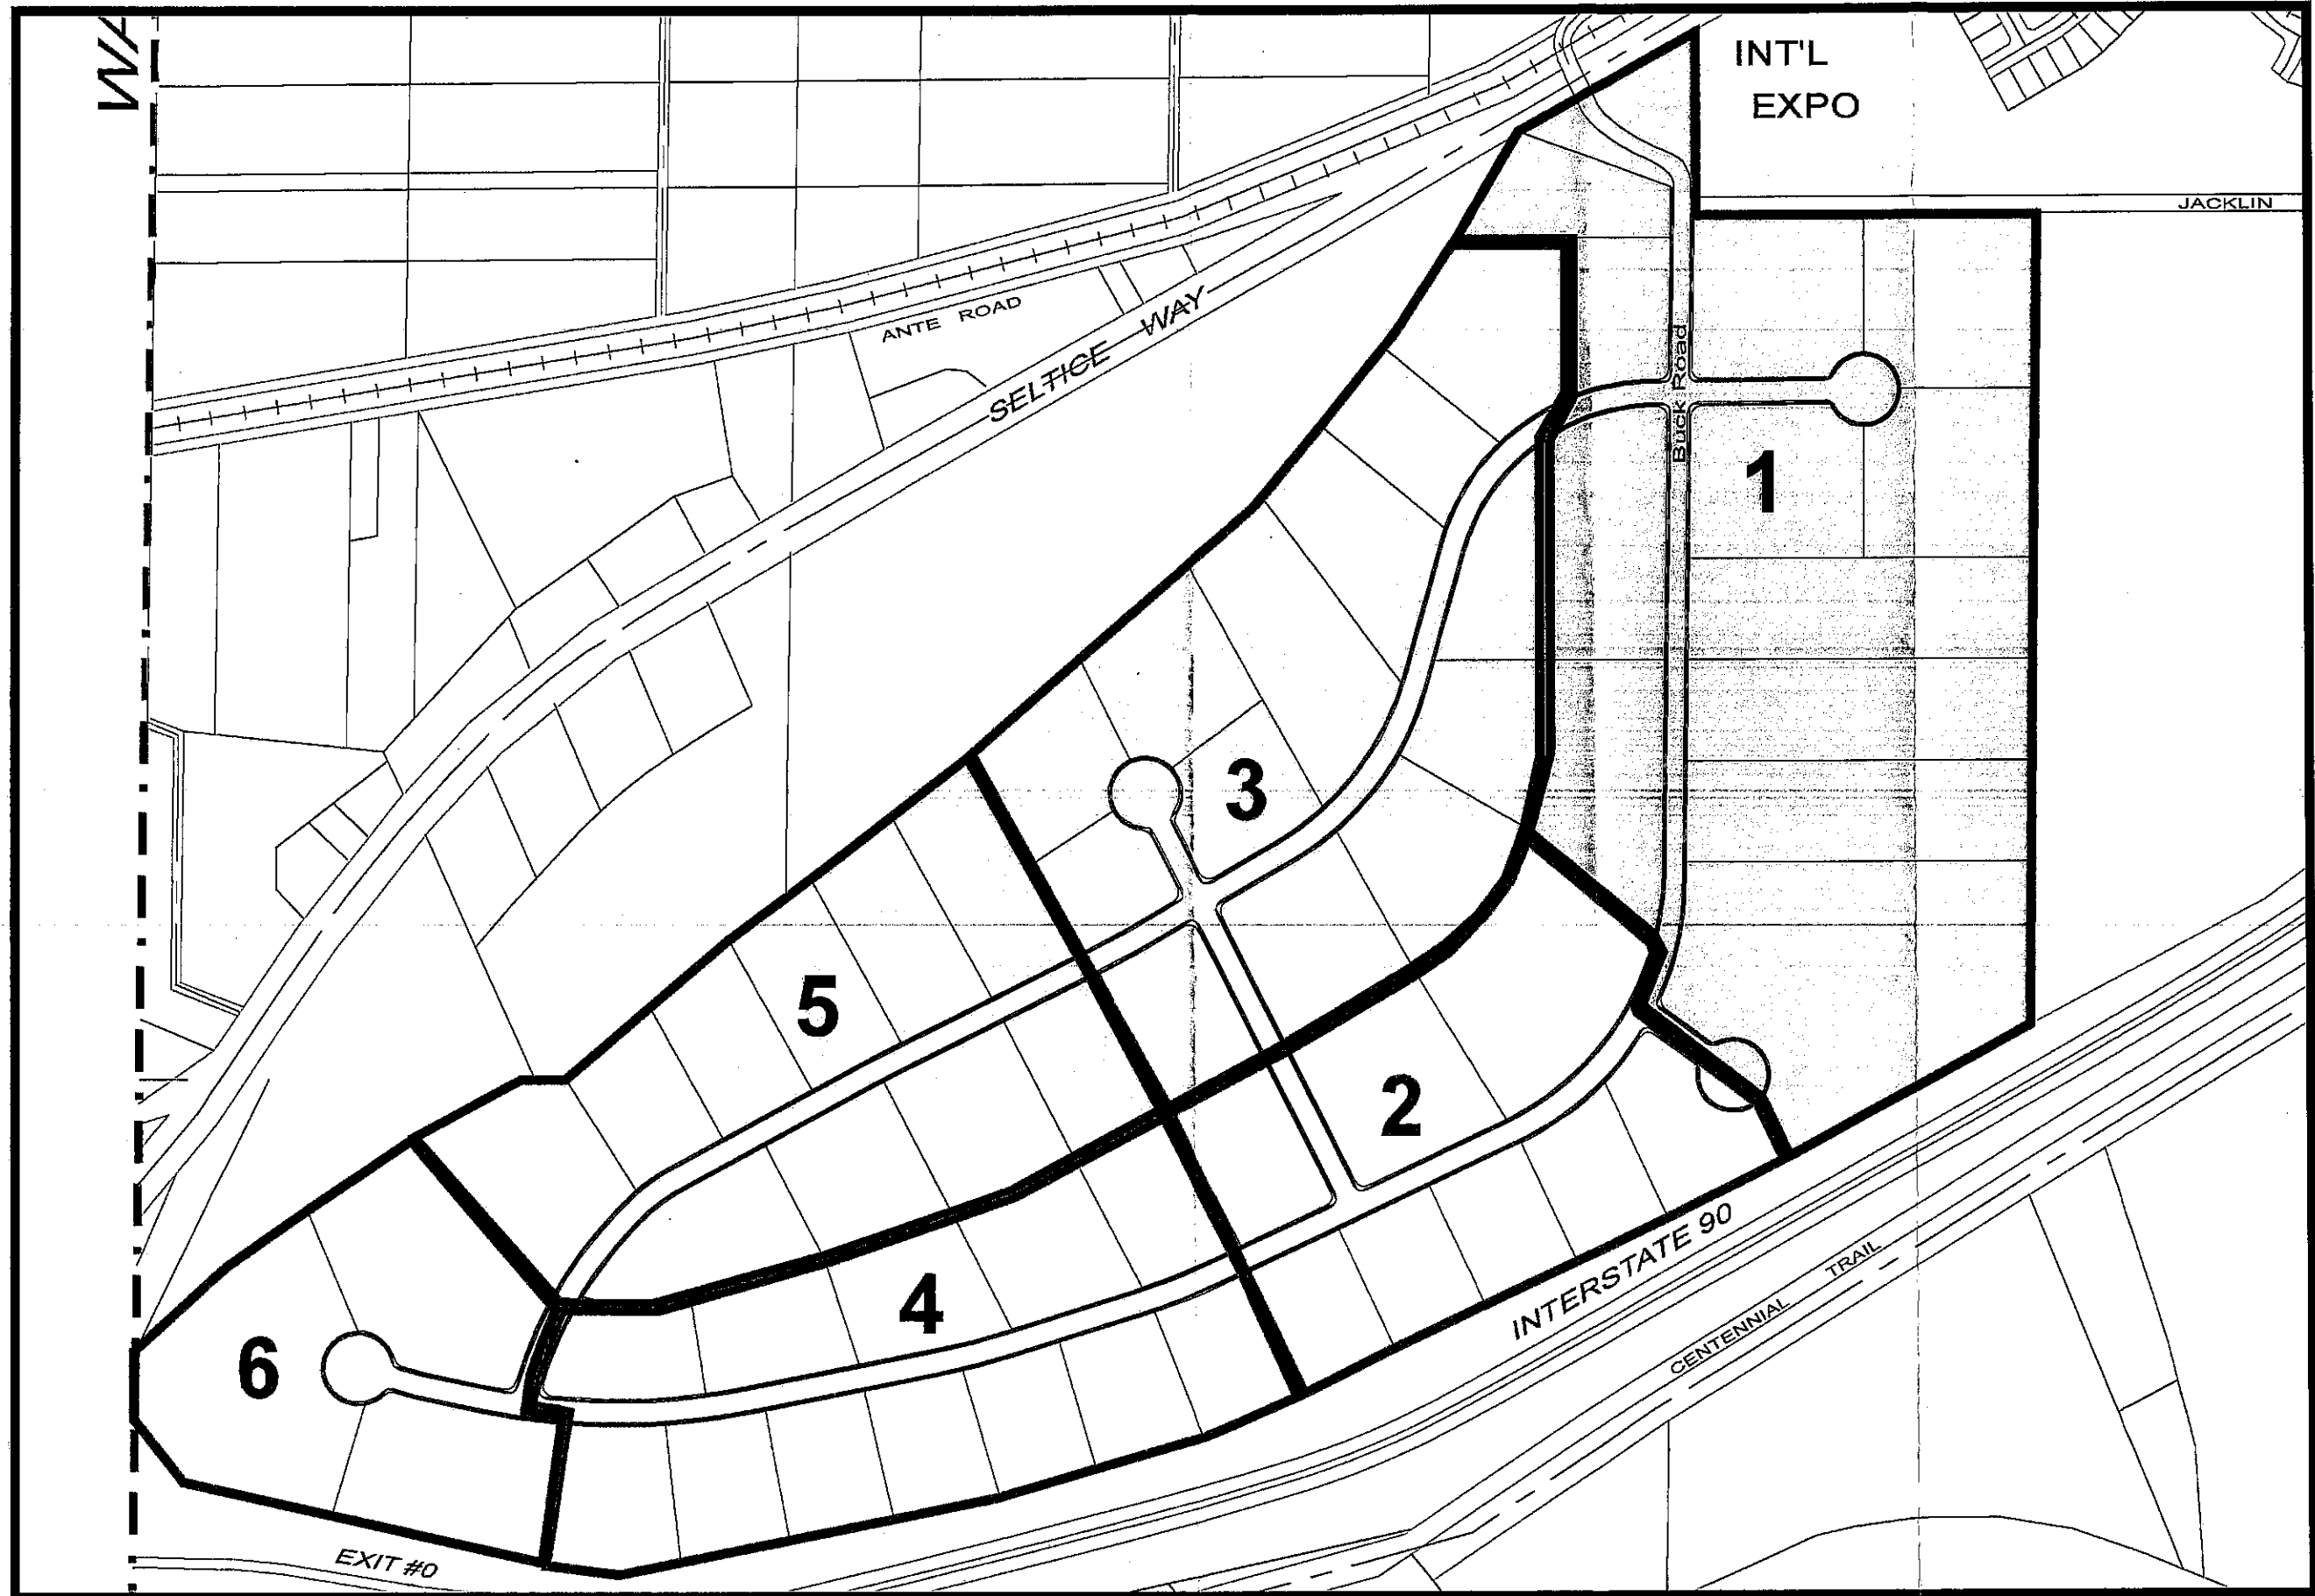 WA
INT'L
EXPO
JACKLIN
ANTE ROAD
SELTICE WAY
Buck Road
1
3
5
2
4
6
INTERSTATE 90
CENTENNIAL TRAIL
EXIT #0